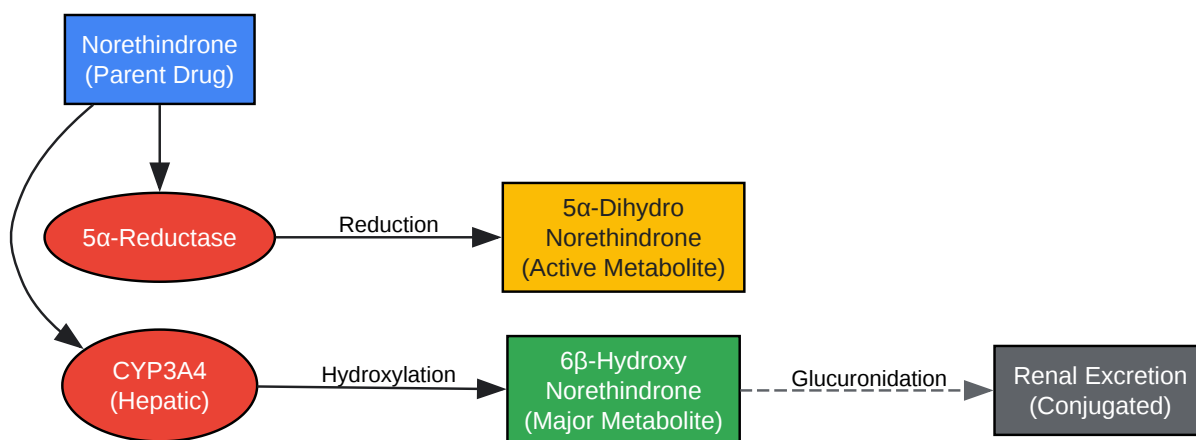 Norethindrone
(Parent Drug)
5α-Reductase
Reduction
5α-Dihydro
Norethindrone
(Active Metabolite)
CYP3A4
(Hepatic)
Hydroxylation
6β-Hydroxy
Norethindrone
(Major Metabolite)
Glucuronidation
Renal Excretion
(Conjugated)